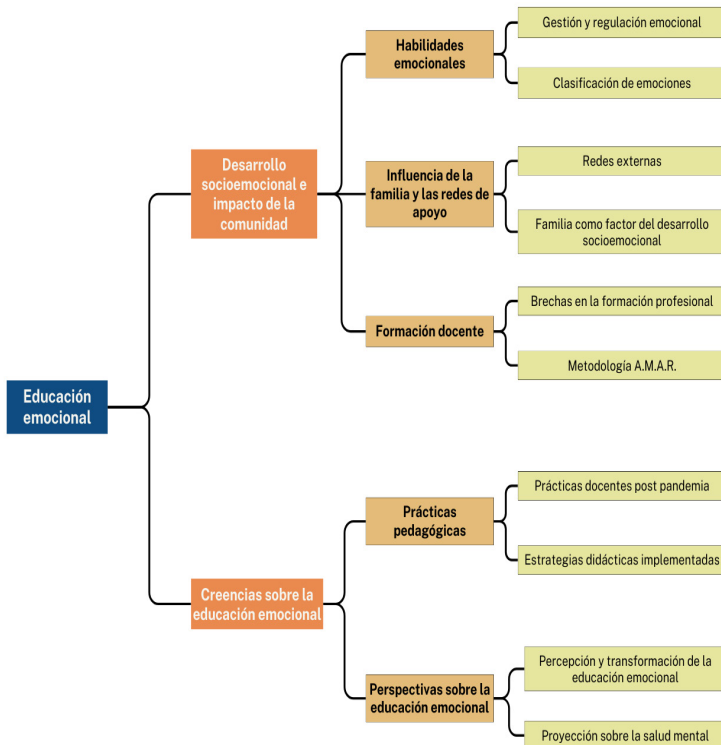 Educación
emocional
Desarrollo
socioemocional e
impacto de la
comunidad
Habilidades
emocionales
Gestión y regulación emocional
Clasificación de emociones
Influencia de la
familia y las redes de
apoyo
Redes externas
Familia como factor del desarrollo
socioemocional
Formación docente
Brechas en la formación profesional
Metodología A.M.A.R.
Creencias sobre la
educación emocional
Prácticas
pedagógicas
Prácticas docentes post pandemia
Estrategias didácticas implementadas
Perspectivas sobre la
educación emocional
Percepción y transformación de la
educación emocional
Proyección sobre la salud mental